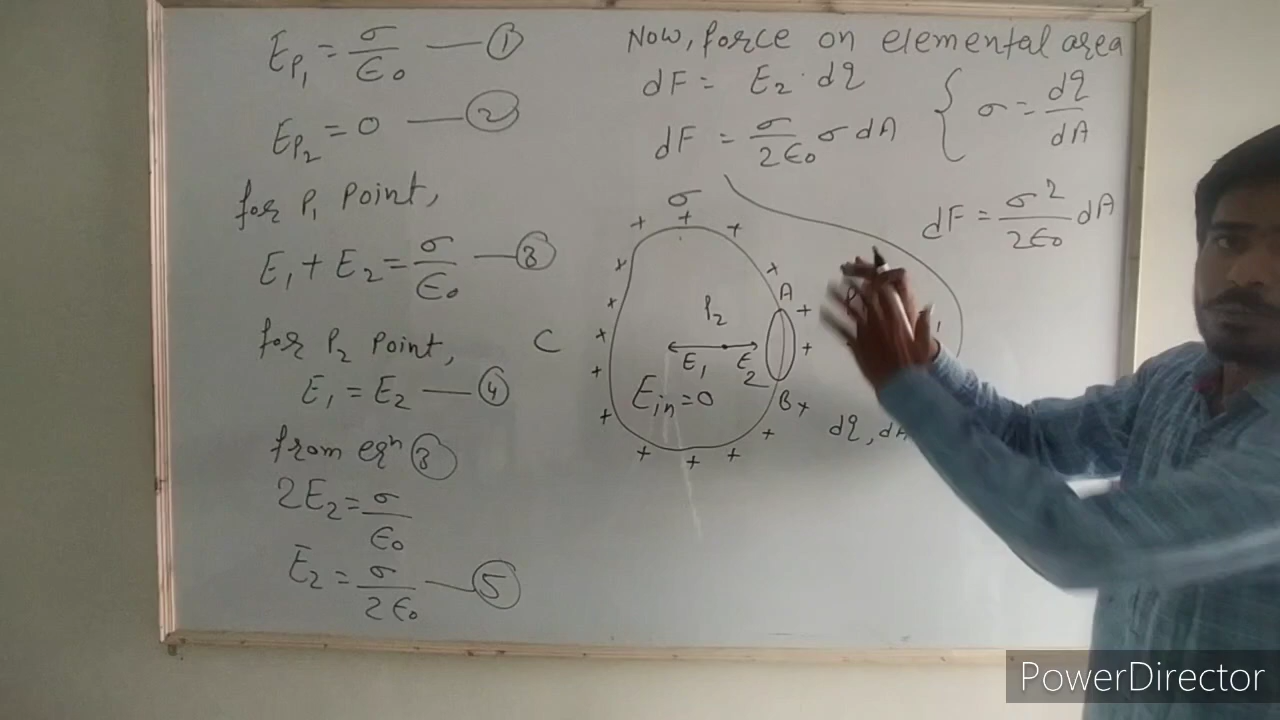 E_P₁ = σ/ϵ₀ — ①
E_P₂ = 0 — ②
for P₁ Point,
E₁ + E₂ = σ/ϵ₀ — ③
for P₂ Point,
E₁ = E₂ — ④
from eqⁿ ③
2E₂ = σ/ϵ₀
E₂ = σ/2ϵ₀ — ⑤
Now, force on elemental area
dF = E₂ · dq
dF = σ/2ϵ₀ σ dA { σ = dq/dA
dF = σ²/2ϵ₀ dA
σ
+ + + + + + + + + + + + + + + +
A
P₂
C
E₁ E₂
E_in = 0
B
dq, dA
PowerDirector